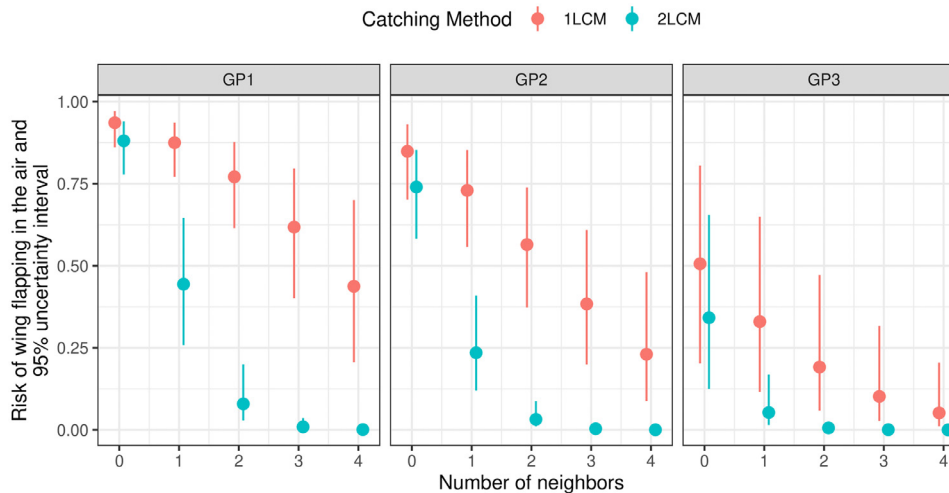 Catching Method 1LCM 2LCM
GP1 GP2 GP3
Risk of wing flapping in the air and
95% uncertainty interval
1.00
0.75
0.50
0.25
0.00
0 1 2 3 4 0 1 2 3 4 0 1 2 3 4
Number of neighbors